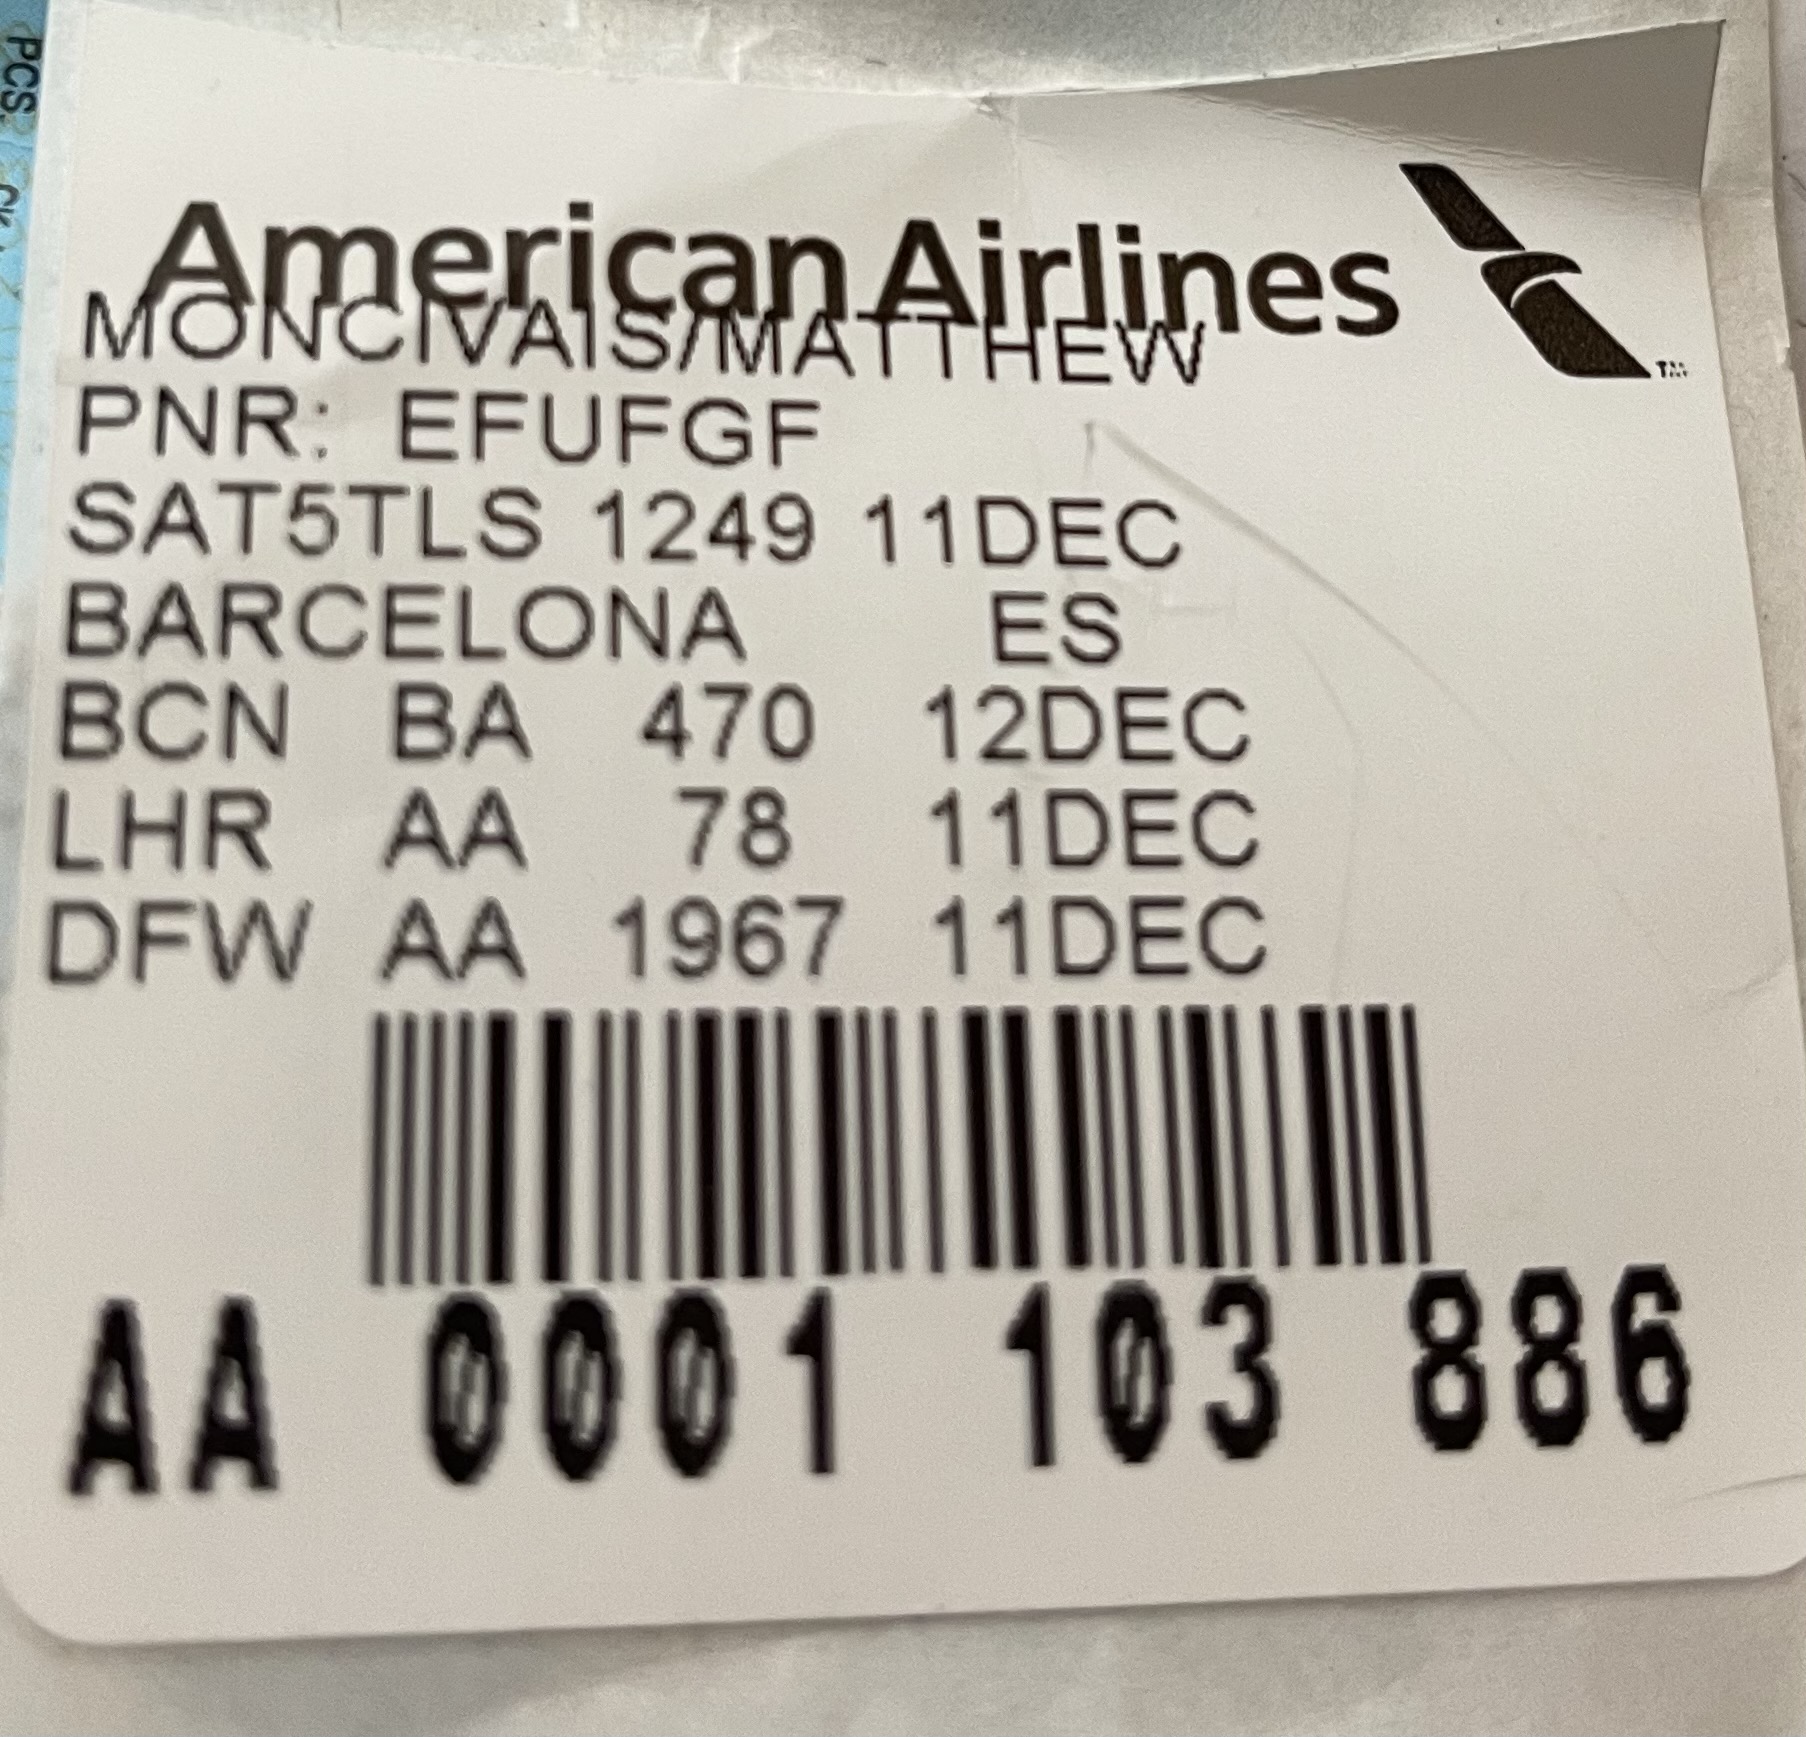 PCS.
American Airlines
MONCIVAIS/MATTHEW
PNR: EFUFGF
SAT5TLS 1249 11DEC
BARCELONA ES
BCN BA 470 12DEC
LHR AA 78 11DEC
DFW AA 1967 11DEC
AA 0001 103 886